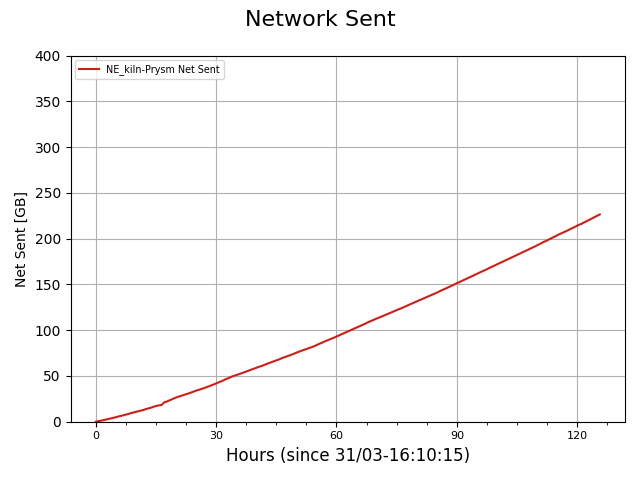 Network Sent
400
350
300
250
200
150
100
50
0
Net Sent [GB]
NE_kiln-Prysm Net Sent
0 30 60 90 120
Hours (since 31/03-16:10:15)